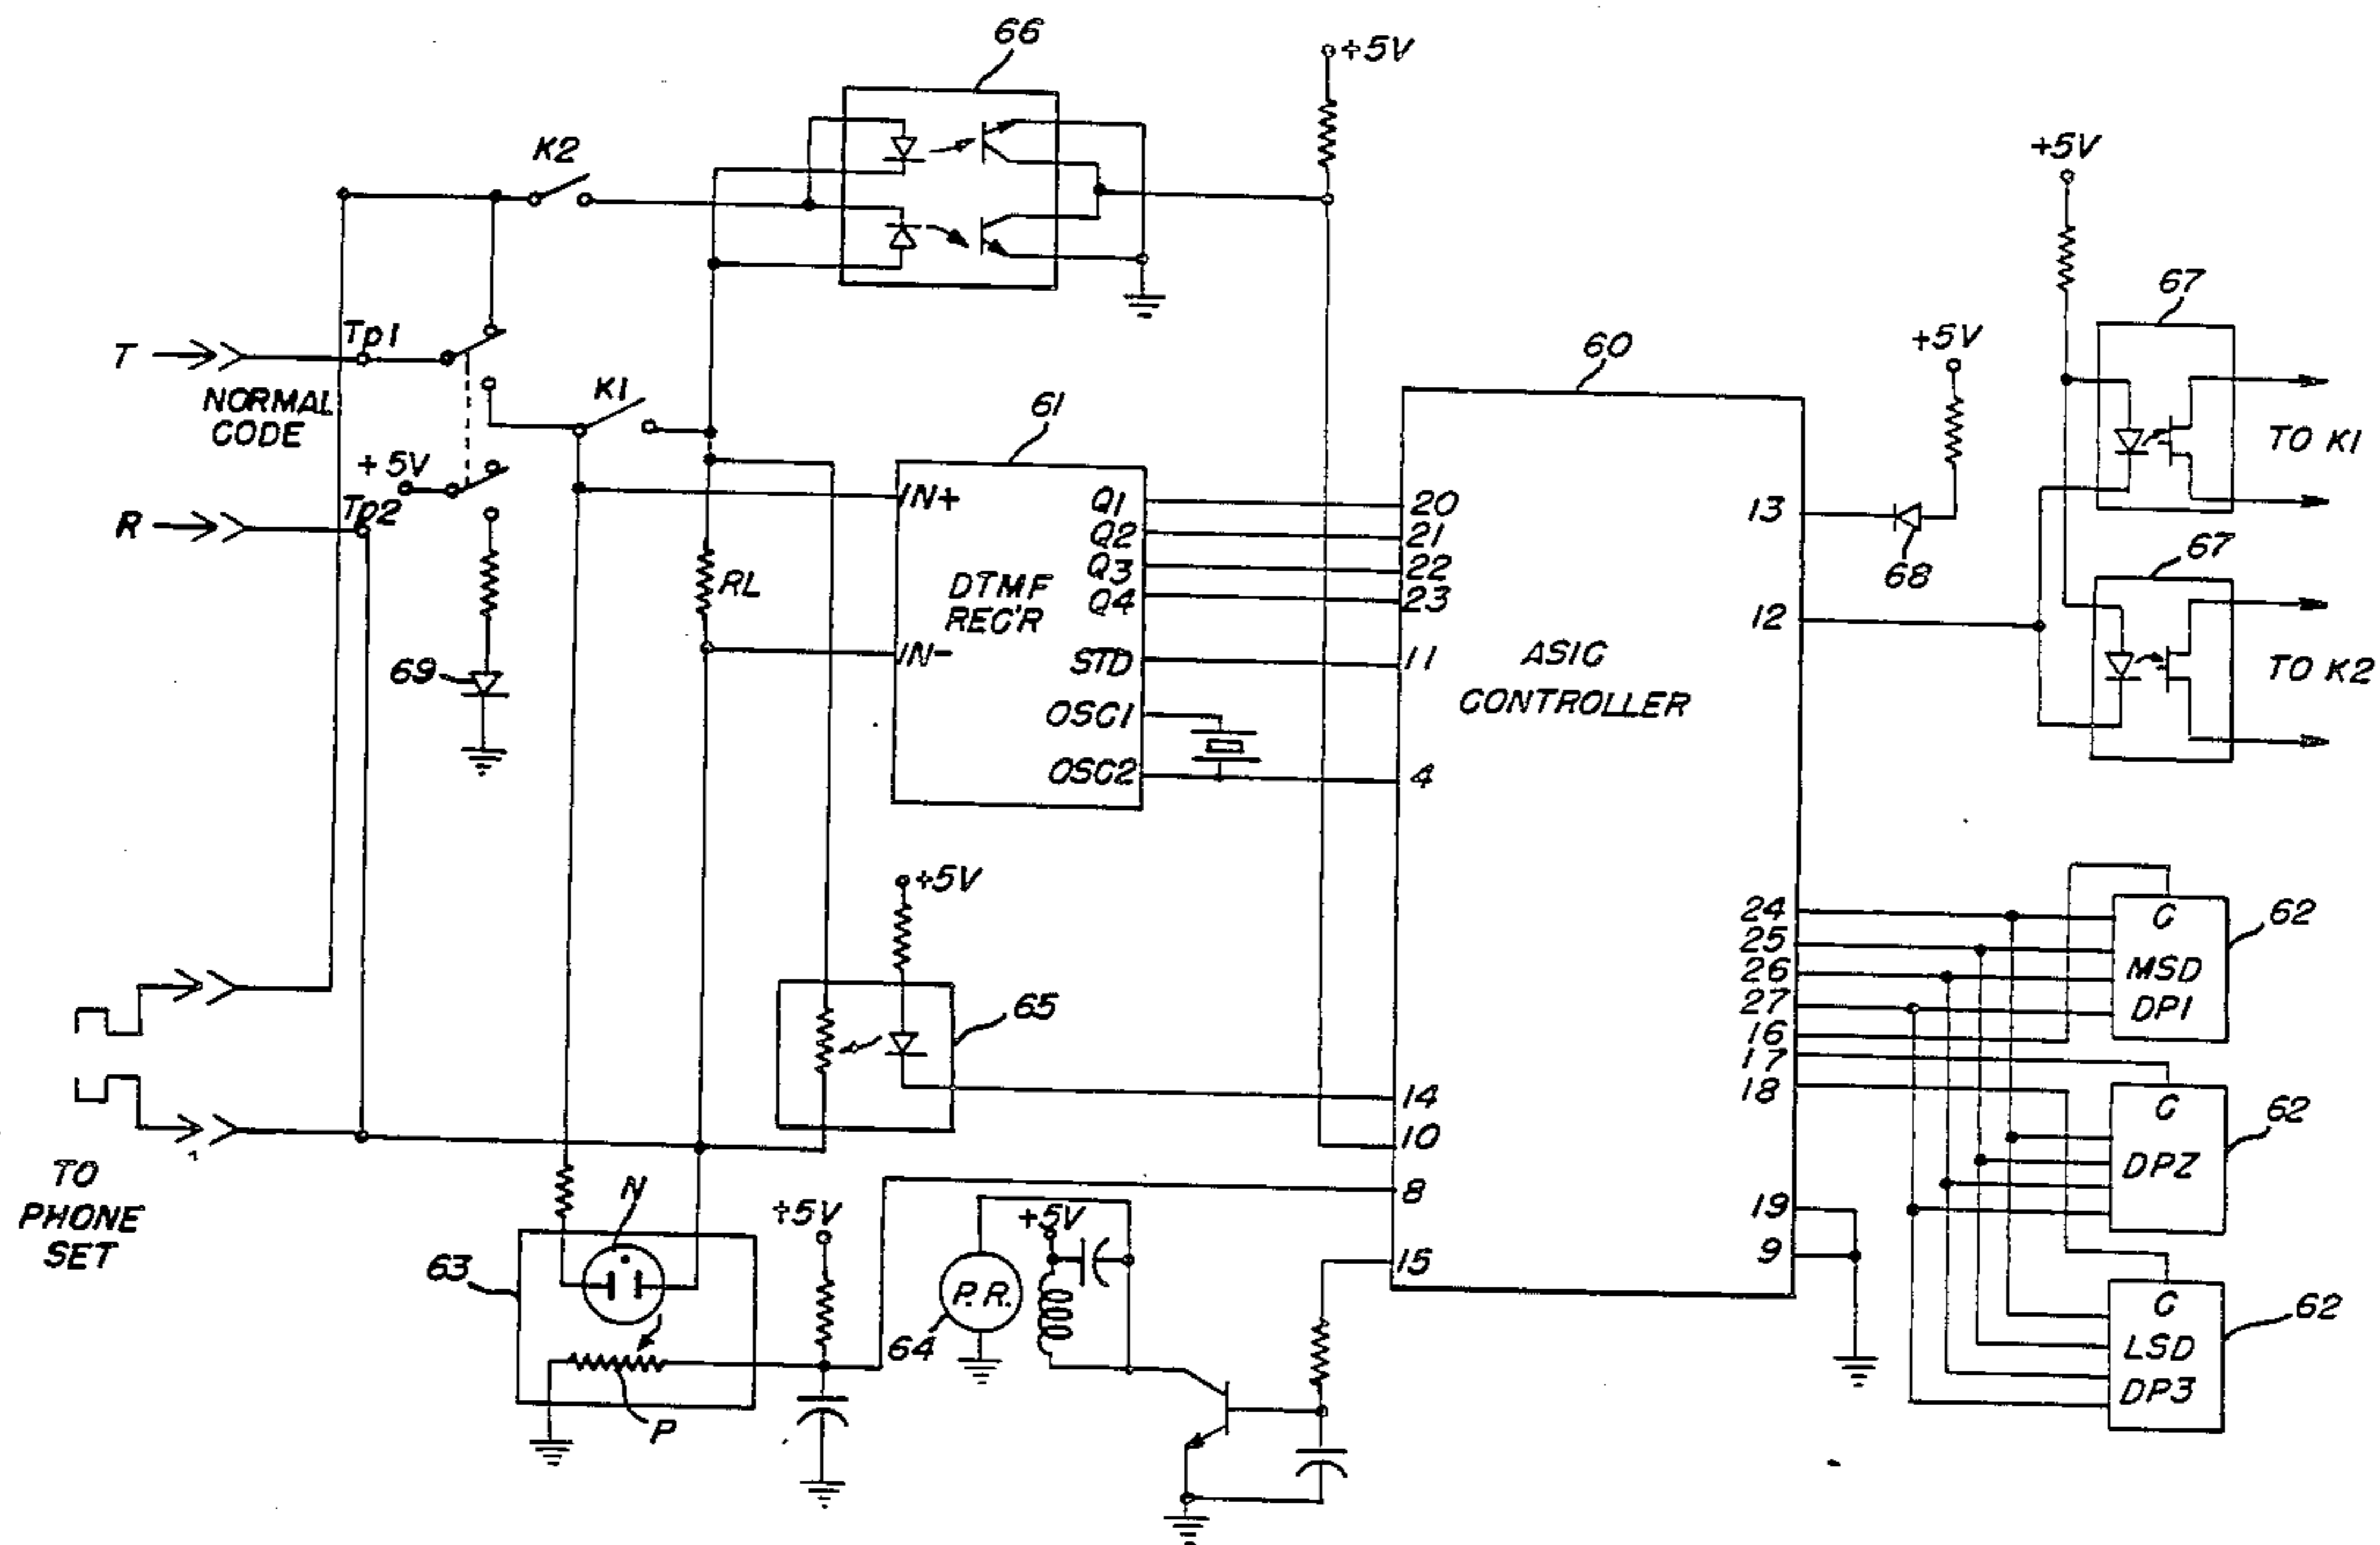 66
+5V
K2
+5V
67
T
Tp1
60
+5V
NORMAL
CODE
K1
61
TO K1
+5V
IN+
Q1
20
13
Tp2
Q2
21
67
R
Q3
22
68
RL
DTMF
REC'R
Q4
23
12
69
IN-
STD
11
ASIC
CONTROLLER
TO K2
OSC1
OSC2
4
+5V
24
C
62
25
MSD
26
65
27
DP1
16
17
14
18
C
62
10
DPZ
TO
PHONE
SET
N
+5V
8
+5V
19
63
15
9
P.R.
C
62
64
LSD
DP3
P